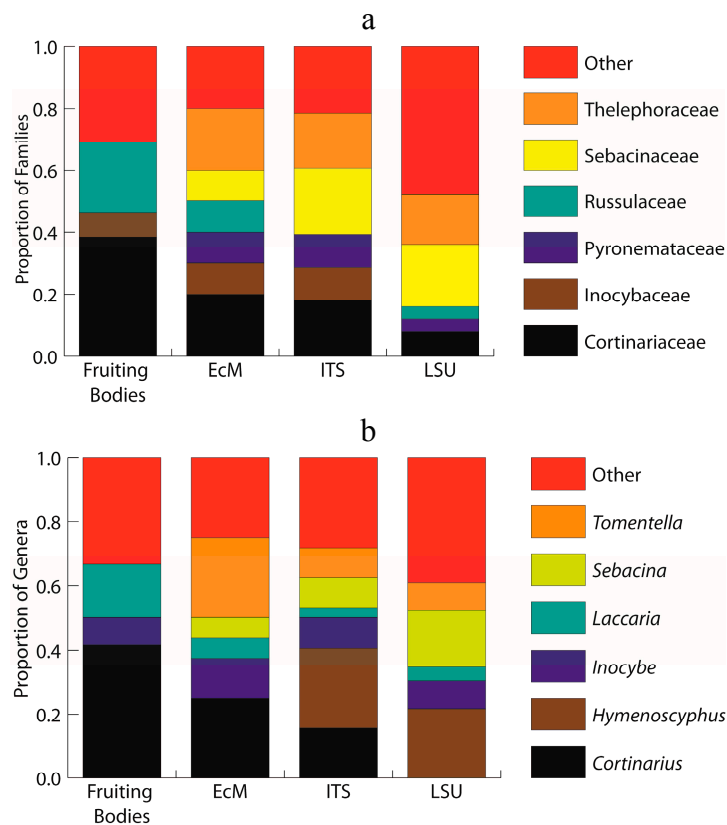 a
Proportion of Families
1.0
0.8
0.6
0.4
0.2
0.0
Fruiting
Bodies
EcM
ITS
LSU
Other
Thelephoraceae
Sebacinaceae
Russulaceae
Pyronemataceae
Inocybaceae
Cortinariaceae
b
Proportion of Genera
1.0
0.8
0.6
0.4
0.2
0.0
Fruiting
Bodies
EcM
ITS
LSU
Other
Tomentella
Sebacina
Laccaria
Inocybe
Hymenoscyphus
Cortinarius